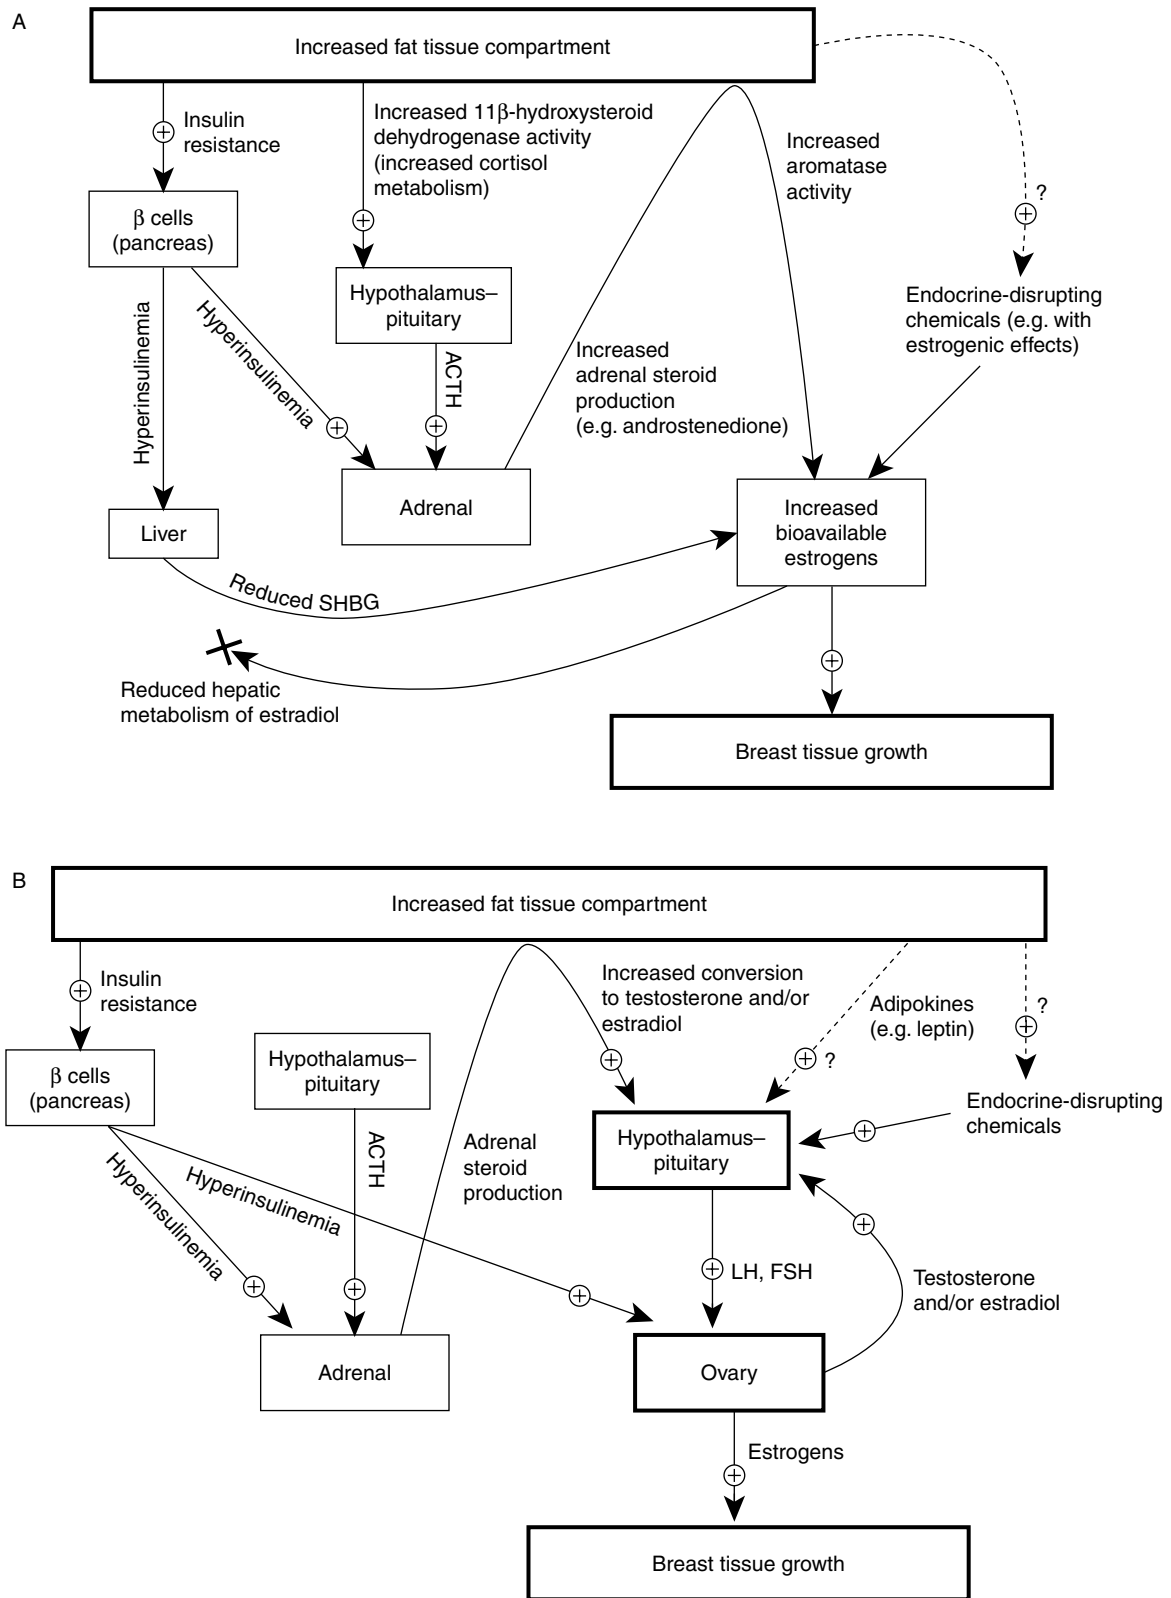 A
Increased fat tissue compartment
Insulin
resistance
Increased 11β-hydroxysteroid
dehydrogenase activity
(increased cortisol
metabolism)
Increased
aromatase
activity
?
β cells
(pancreas)
Hypothalamus–
pituitary
Endocrine-disrupting
chemicals (e.g. with
estrogenic effects)
Hyperinsulinemia
Hyperinsulinemia
ACTH
Increased
adrenal steroid
production
(e.g. androstenedione)
Adrenal
Liver
Increased
bioavailable
estrogens
Reduced SHBG
Reduced hepatic
metabolism of estradiol
Breast tissue growth
B
Increased fat tissue compartment
Insulin
resistance
Increased conversion
to testosterone and/or
estradiol
Adipokines
(e.g. leptin)
?
?
Hypothalamus–
pituitary
β cells
(pancreas)
Endocrine-disrupting
chemicals
Hypothalamus–
pituitary
ACTH
Adrenal
steroid
production
Hyperinsulinemia
Hyperinsulinemia
LH, FSH
Testosterone
and/or estradiol
Adrenal
Ovary
Estrogens
Breast tissue growth